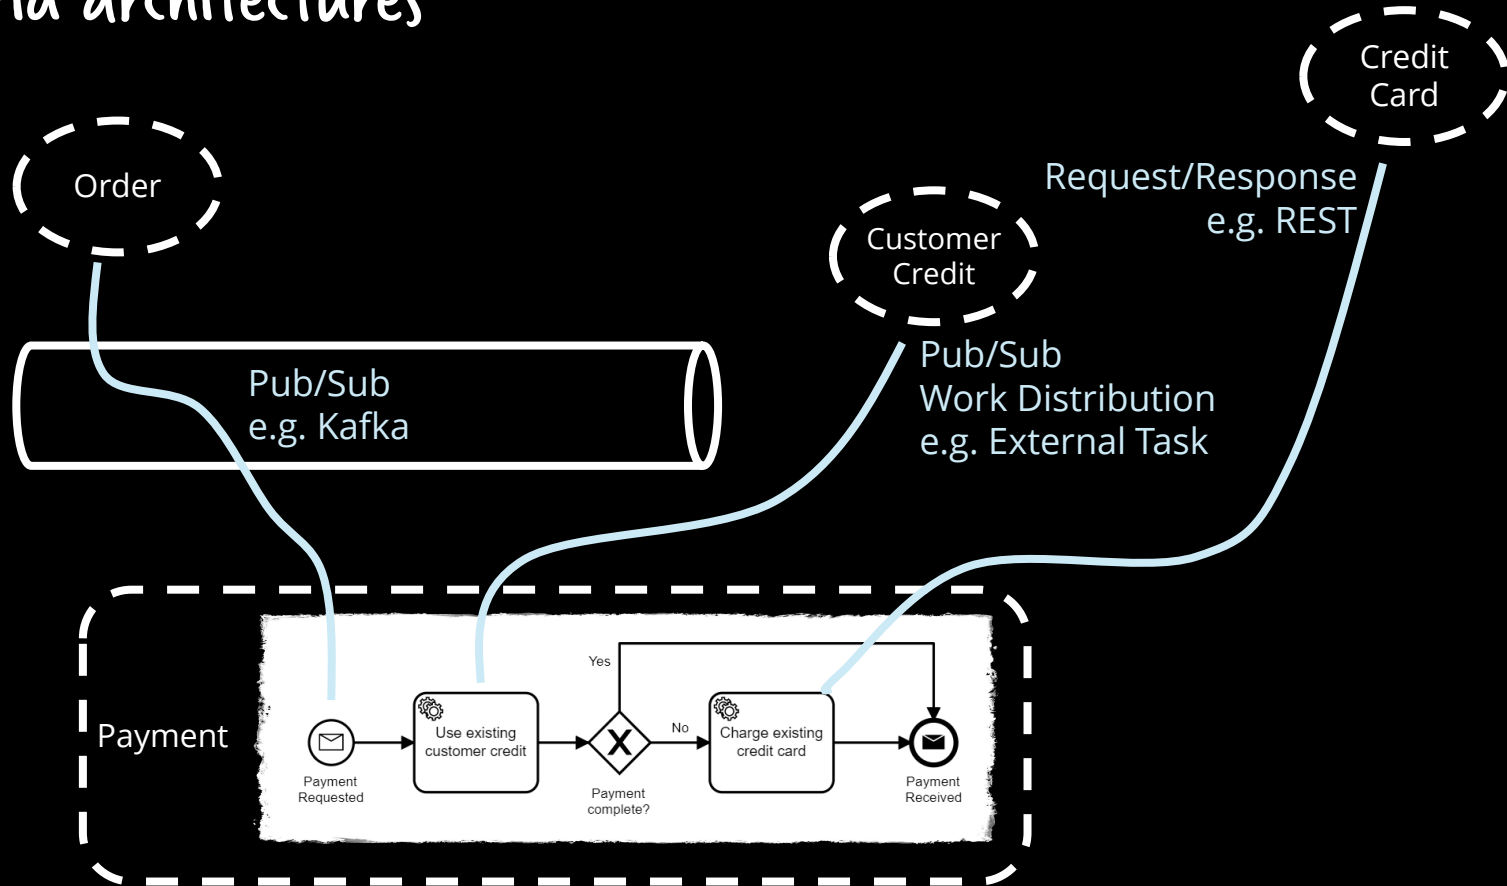 architectures
Credit
Card
Order
Request/Response
e.g. REST
Customer
Credit
Pub/Sub
e.g. Kafka
Pub/Sub
Work Distribution
e.g. External Task
Payment
Yes
Use existing
customer credit
No
Charge existing
credit card
Payment
Requested
Payment
complete?
Payment
Received